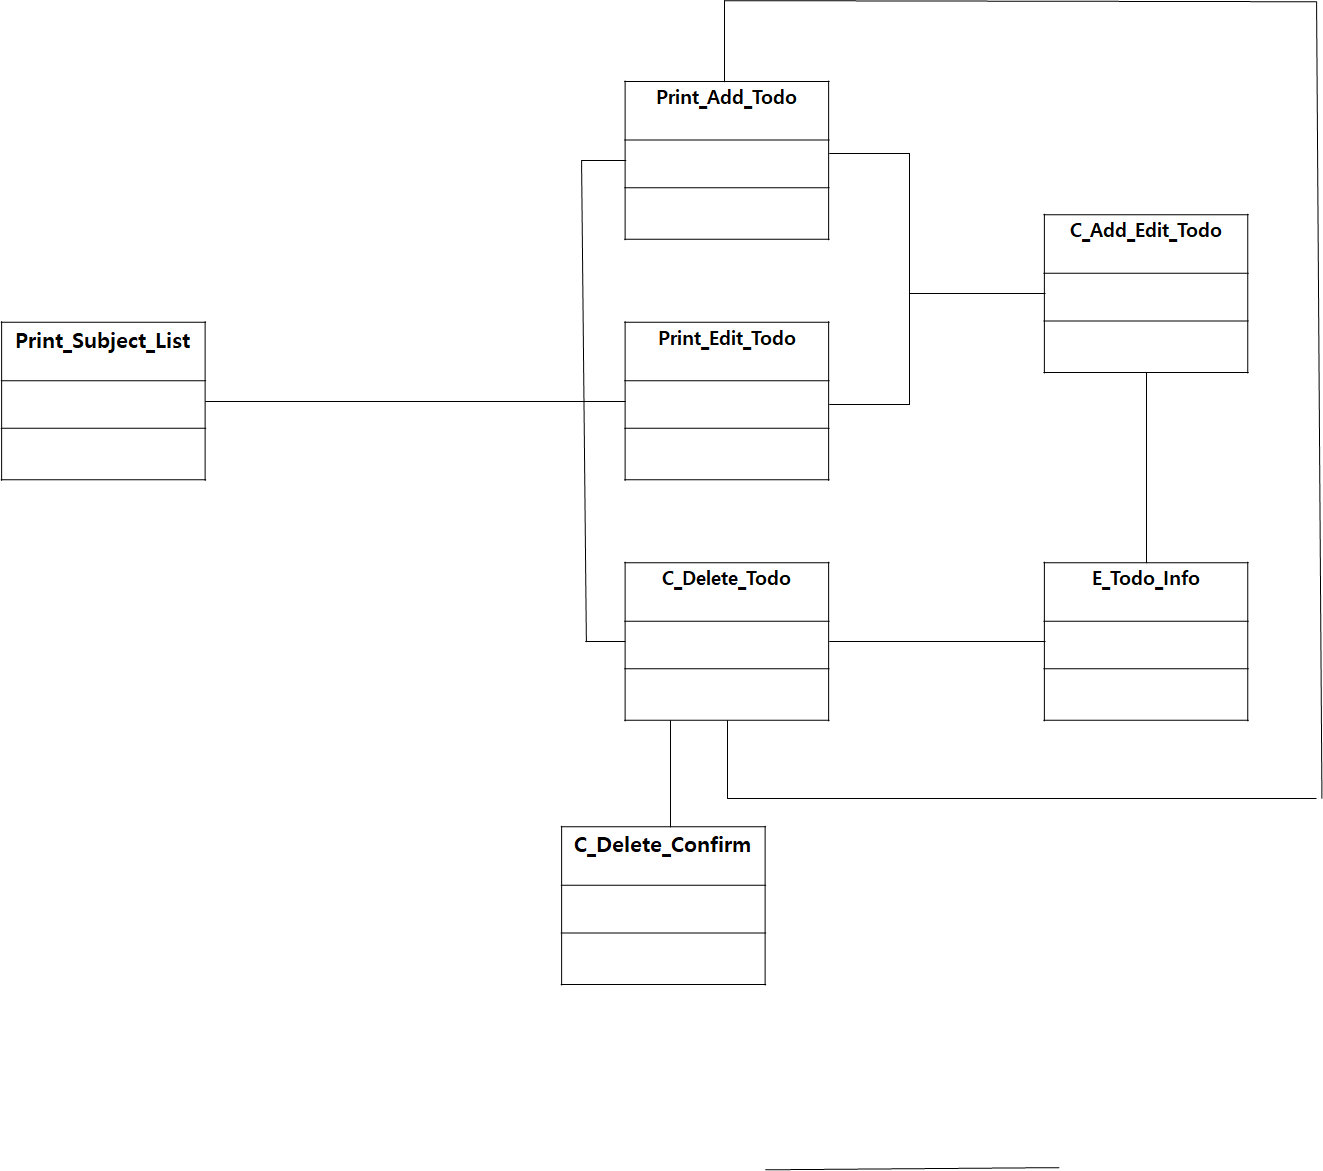 Print_Add_Todo
C_Add_Edit_Todo
Print_Subject_List
Print_Edit_Todo
C_Delete_Todo
E_Todo_Info
C_Delete_Confirm